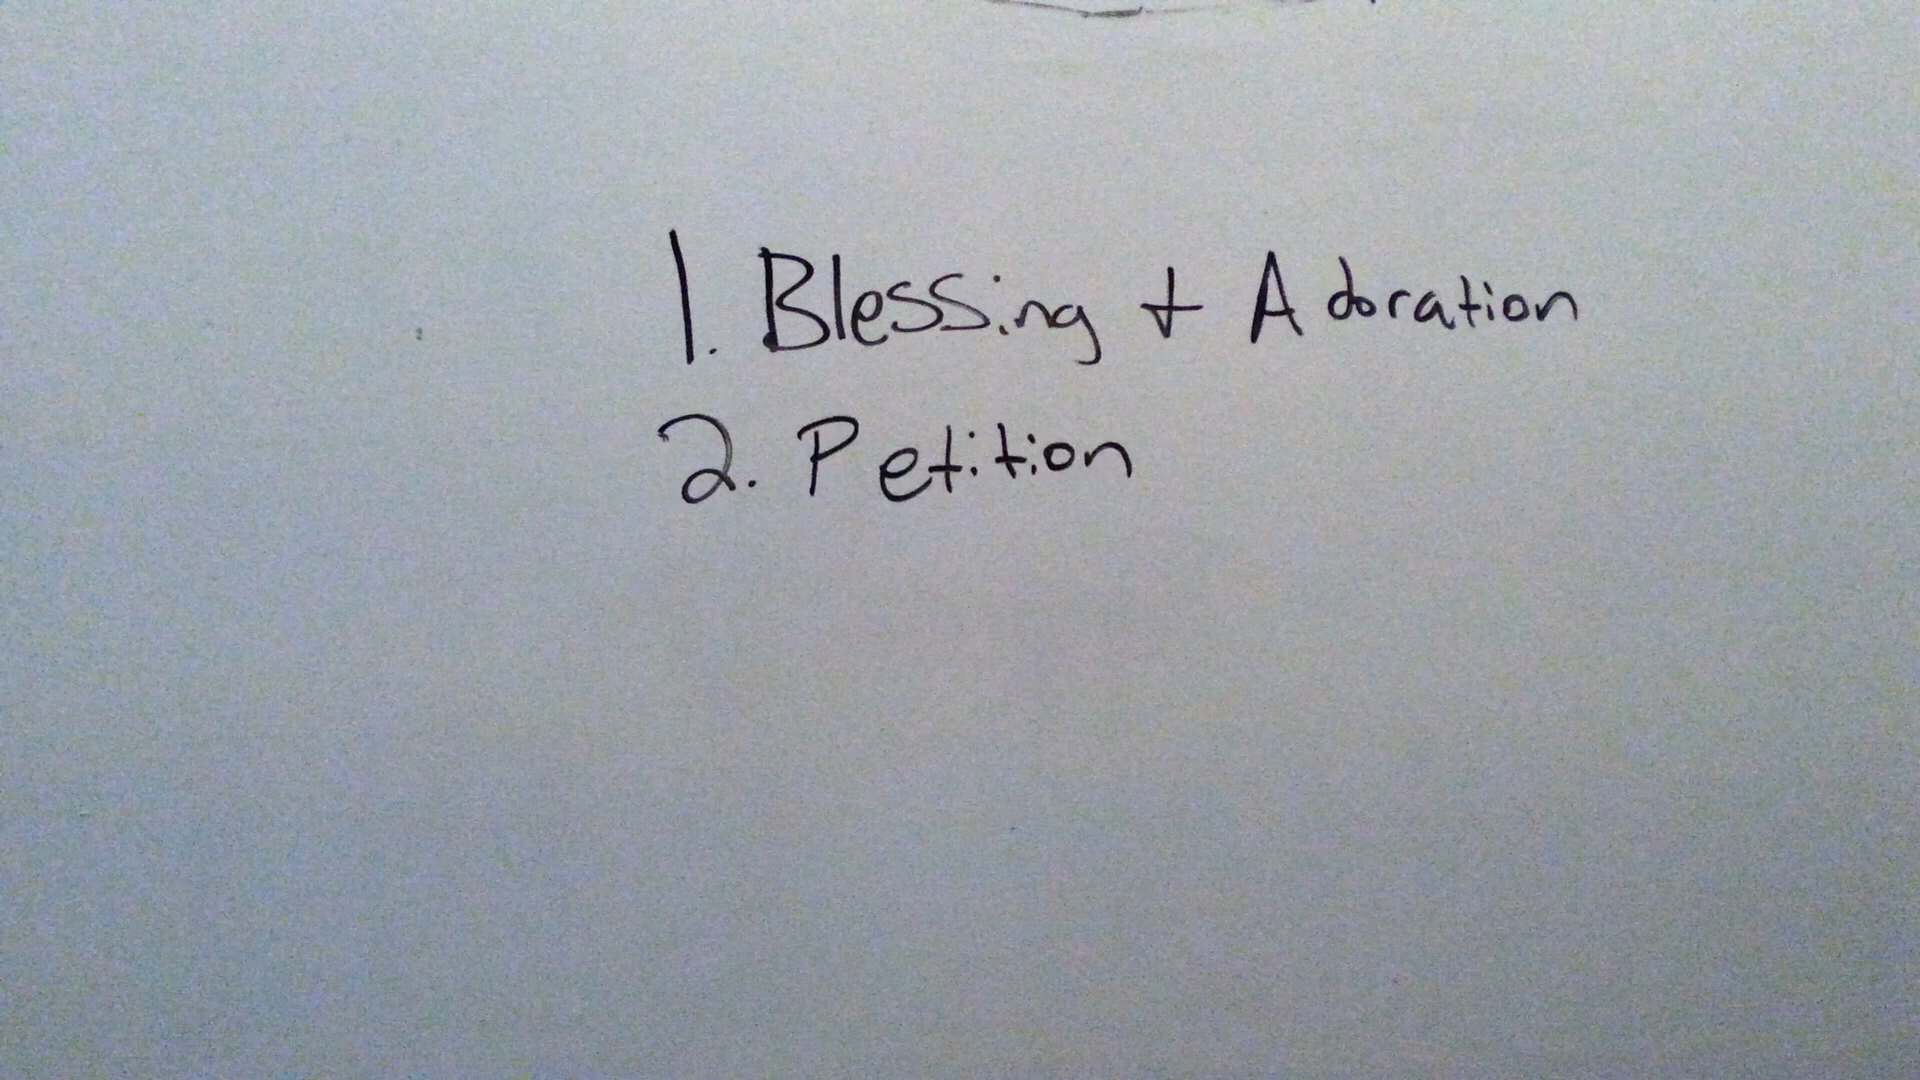 1. Blessing + Adoration
2. Petition